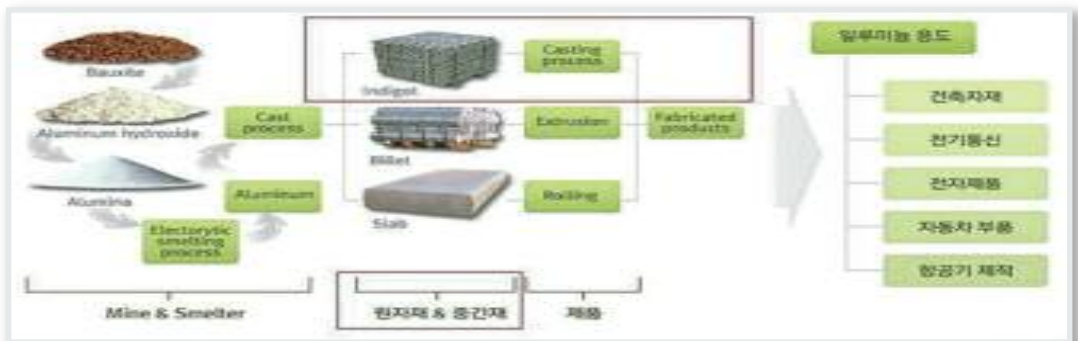 Bauxite
Aluminum hydroxide
Alumina
Electorytic
smelting
process
Aluminum
Cast
process
Indigot
Casting
process
Billet
Extrusion
Slab
Rolling
Fabricated
products
알루미늄 용도
건축자재
전기통신
전자제품
자동차 부품
항공기 제작
Mine & Smelter
원자재 & 중간재
제품